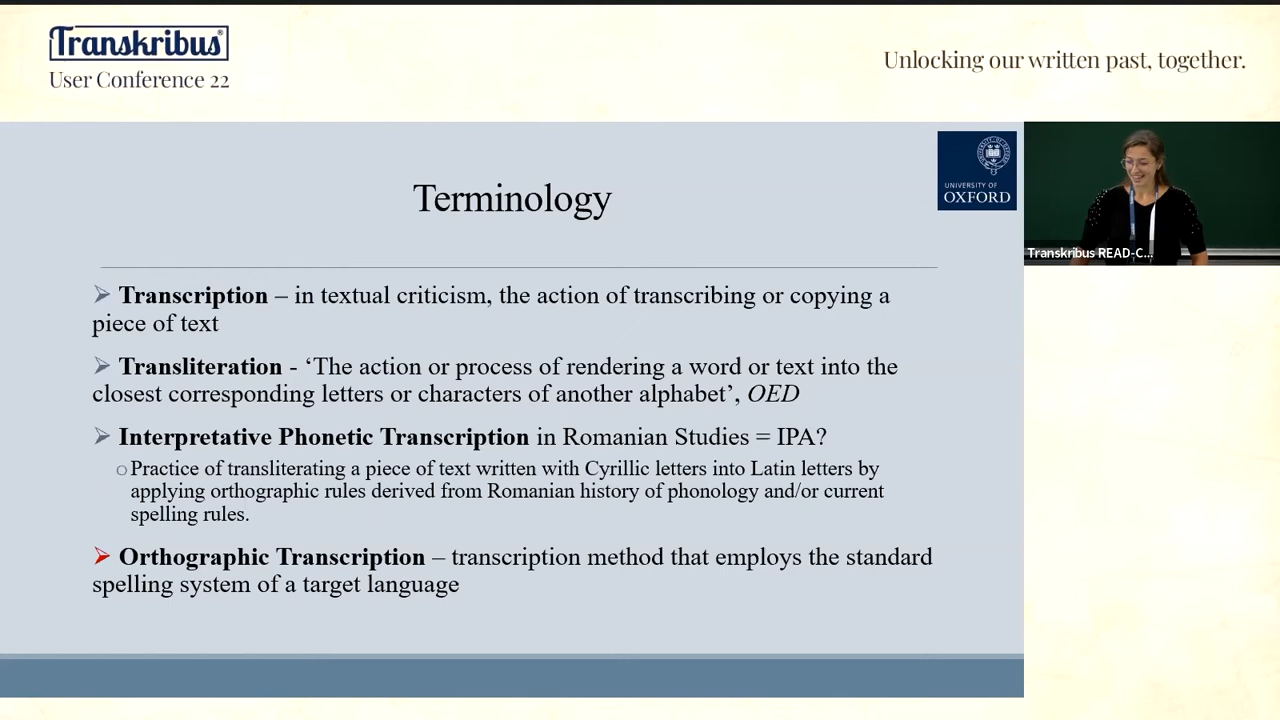 Transkribus®
User Conference 22
Unlocking our written past, together.
UNIVERSITY OF
OXFORD
Transkribus READ-C...
Terminology
➢ Transcription – in textual criticism, the action of transcribing or copying a
piece of text
➢ Transliteration - ‘The action or process of rendering a word or text into the
closest corresponding letters or characters of another alphabet’, OED
➢ Interpretative Phonetic Transcription in Romanian Studies = IPA?
○ Practice of transliterating a piece of text written with Cyrillic letters into Latin letters by
applying orthographic rules derived from Romanian history of phonology and/or current
spelling rules.
➢ Orthographic Transcription – transcription method that employs the standard
spelling system of a target language